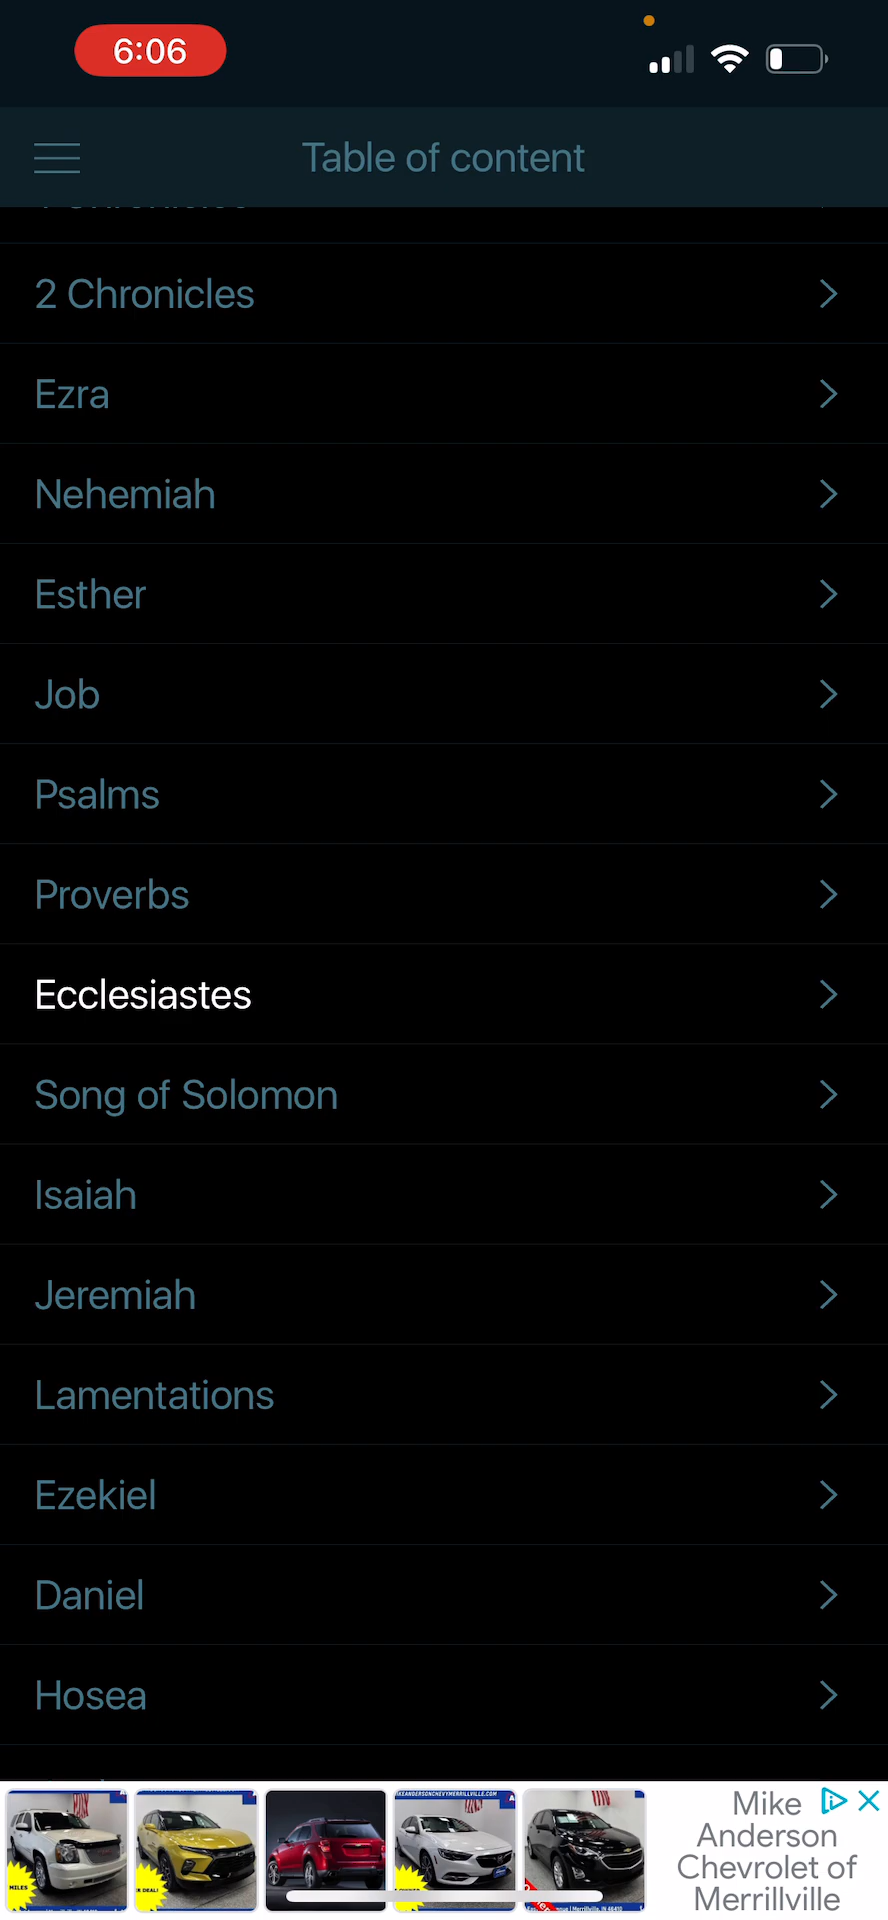 6:06
Table of content
2 Chronicles
Ezra
Nehemiah
Esther
Job
Psalms
Proverbs
Ecclesiastes
Song of Solomon
Isaiah
Jeremiah
Lamentations
Ezekiel
Daniel
Hosea
MILES
Mike
Anderson
Chevrolet of
Merrillville